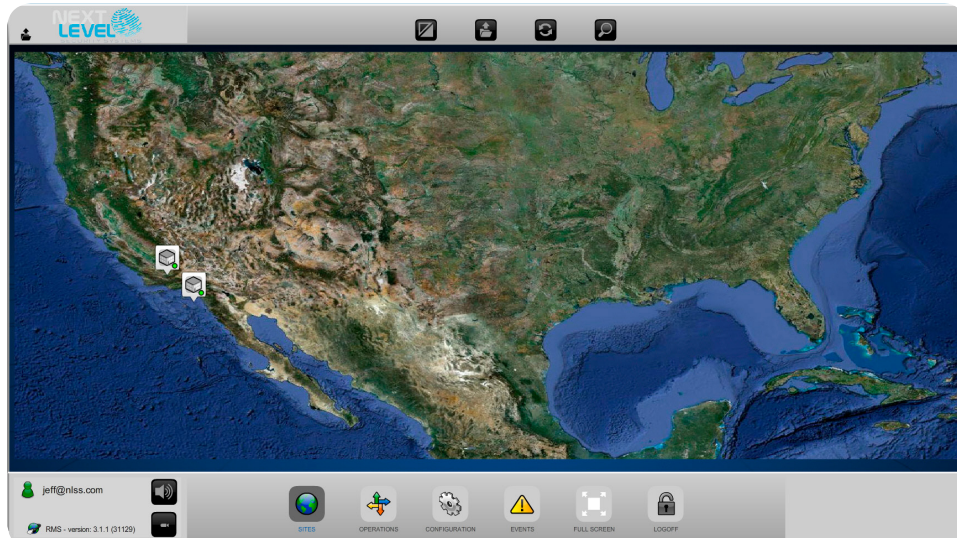 NEXT
LEVEL
jeff@nlss.com
RMS - version: 3.1.1 (31129)
SITES
OPERATIONS
CONFIGURATION
EVENTS
FULL SCREEN
LOGOFF